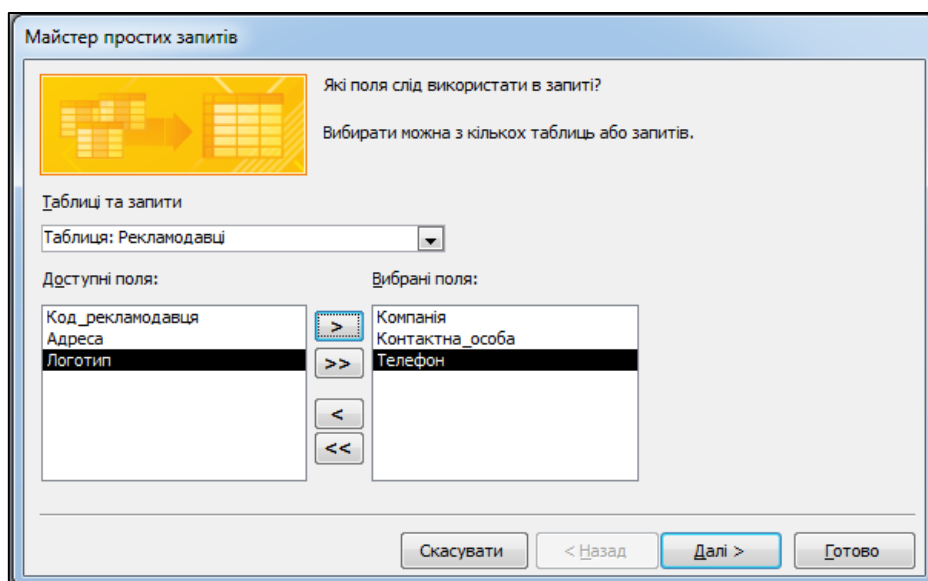 Майстер простих запитів
Які поля слід використати в запиті?
Вибирати можна з кількох таблиць або запитів.
Таблиці та запити
Таблиця: Рекламодавці
Доступні поля:
Вибрані поля:
Код_рекламодавця
Адреса
Логотип
>
>>
<
<<
Компанія
Контактна_особа
Телефон
Скасувати
< Назад
Далі >
Готово